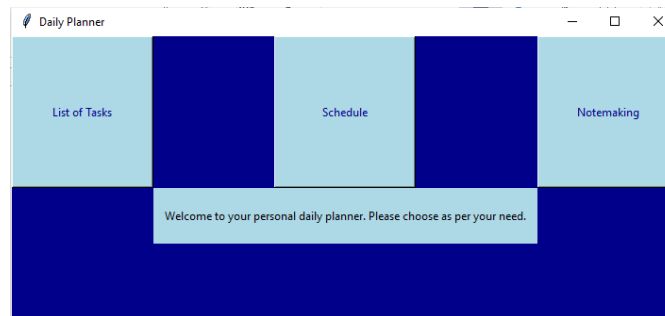 Daily Planner
List of Tasks
Schedule
Notemaking
Welcome to your personal daily planner. Please choose as per your need.